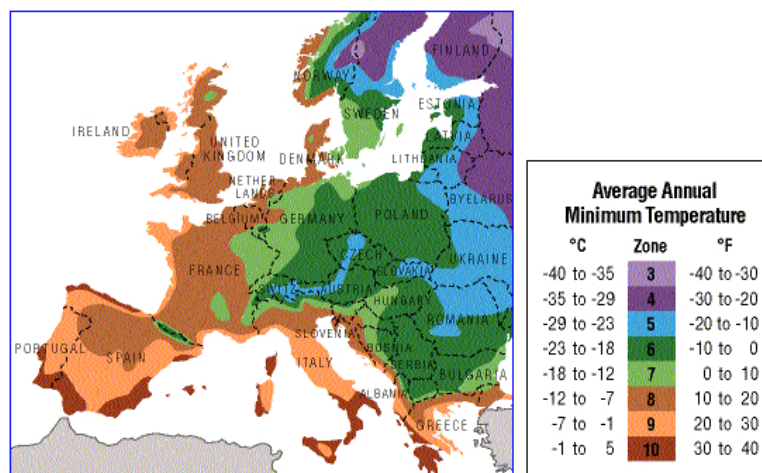 FINLAND
NORWAY
SWEDEN
ESTONIA
LATVIA
IRELAND
UNITED
KINGDOM
DENMARK
LITHUANIA
NETHER
LANDS
BYELARUS
BELGIUM
GERMANY
POLAND
CZECH
UKRAINE
FRANCE
SLOVAKIA
SWITZ
AUSTRIA
HUNGARY
ROMANIA
SLOVENIA
BOSNIA
PORTUGAL
SPAIN
ITALY
SERBIA
BULGARIA
ALBANIA
GREECE
Average Annual
Minimum Temperature
°C Zone °F
-40 to -35 3 -40 to -30
-35 to -29 4 -30 to -20
-29 to -23 5 -20 to -10
-23 to -18 6 -10 to 0
-18 to -12 7 0 to 10
-12 to -7 8 10 to 20
-7 to -1 9 20 to 30
-1 to 5 10 30 to 40